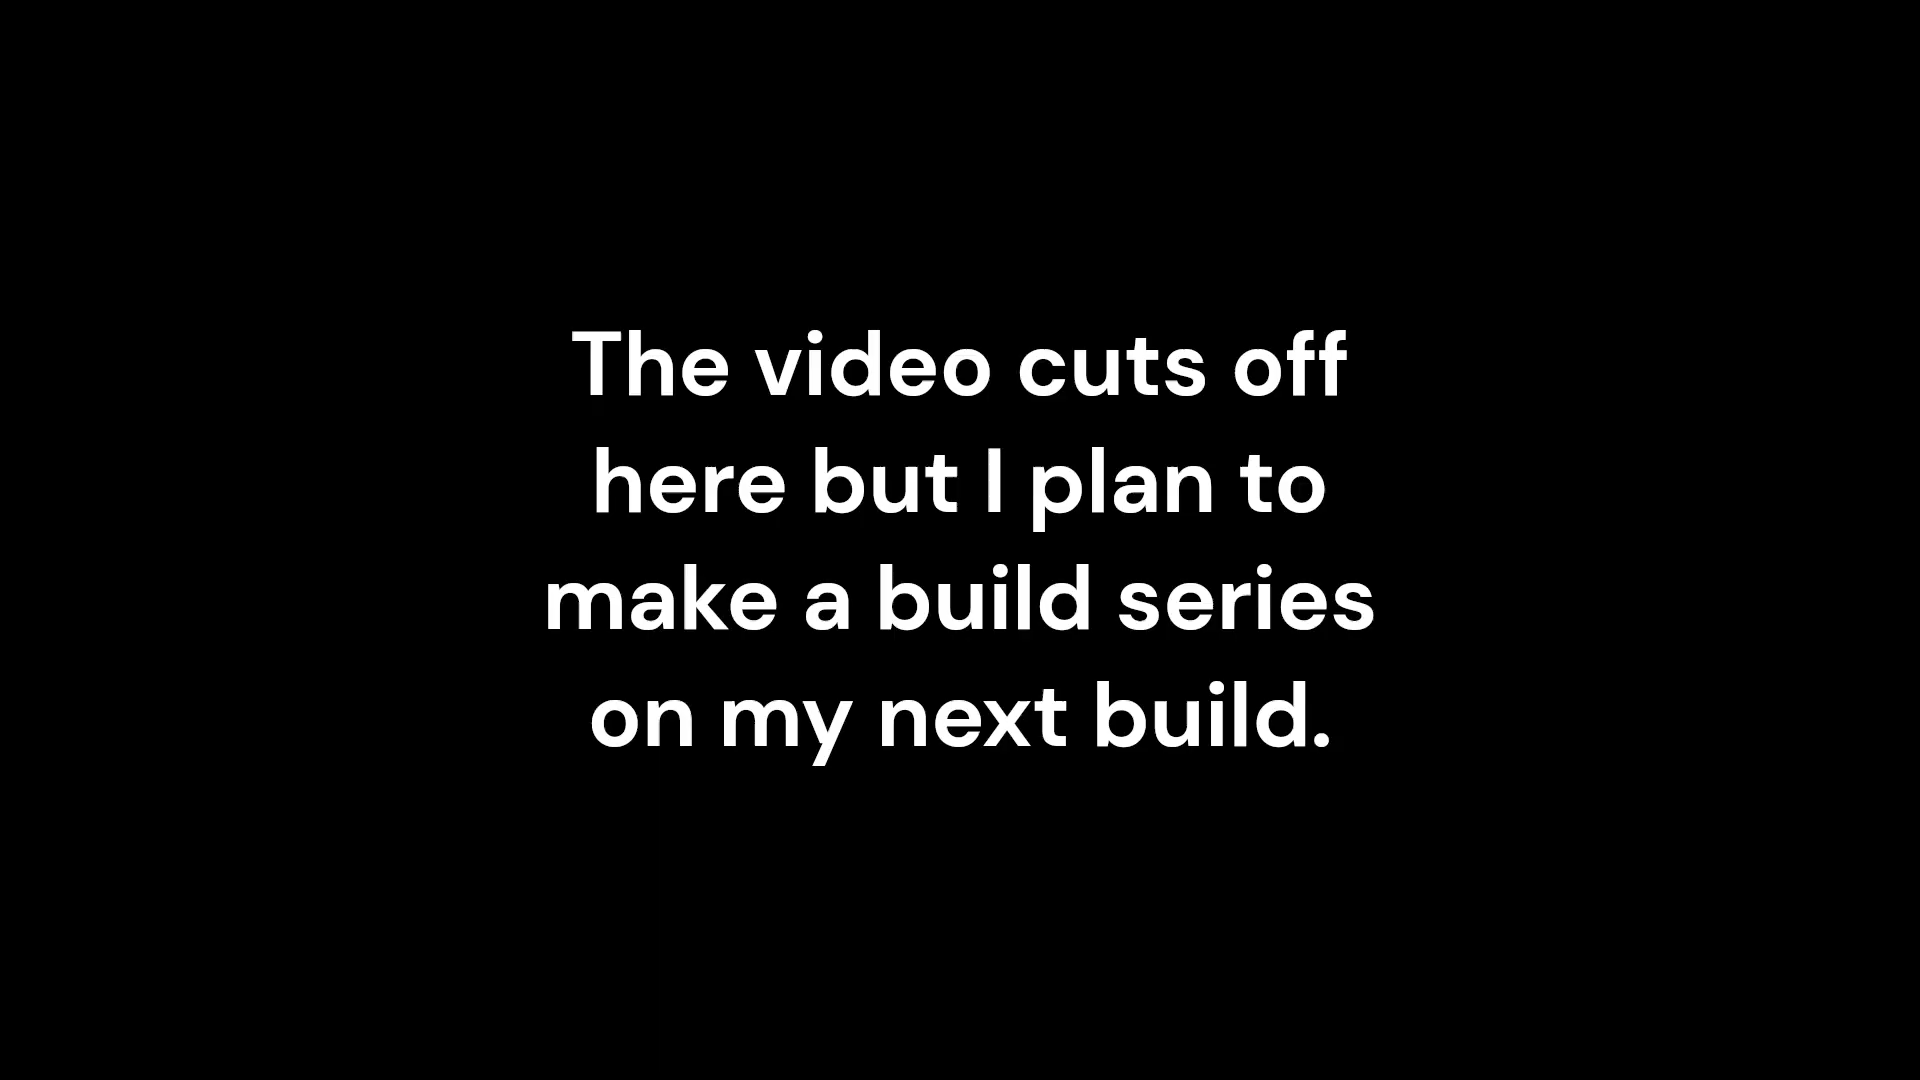 The video cuts off
here but I plan to
make a build series
on my next build.